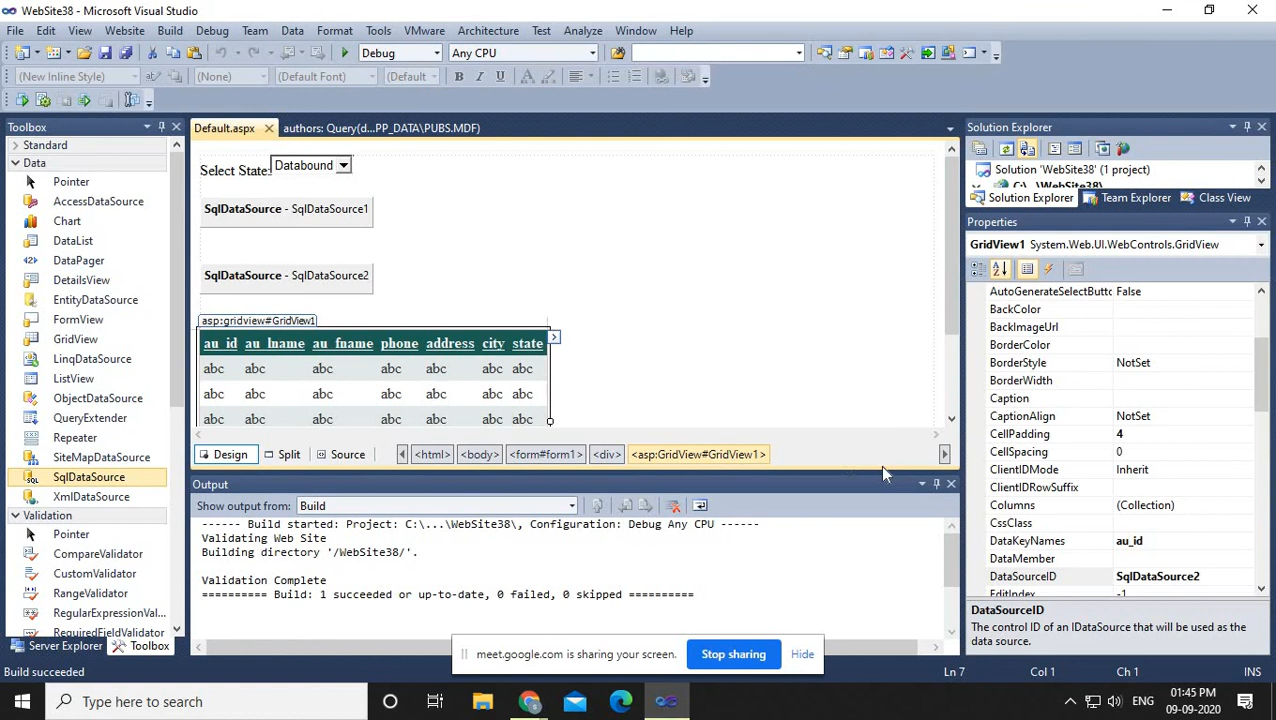 WebSite38 - Microsoft Visual Studio
File Edit View Website Build Debug Team Data Format Tools VMware Architecture Test Analyze Window Help
Debug Any CPU
(New Inline Style) (None) (Default Font) (Default B I U A
Toolbox
Standard
Data
Pointer
AccessDataSource
Chart
DataList
DataPager
DetailsView
EntityDataSource
FormView
GridView
LinqDataSource
ListView
ObjectDataSource
QueryExtender
Repeater
SiteMapDataSource
SqlDataSource
XmlDataSource
Validation
Pointer
CompareValidator
CustomValidator
RangeValidator
RegularExpressionVal...
RequiredFieldValidator
Server Explorer Toolbox
Default.aspx authors: Query(d...PP_DATA\PUBS.MDF)
Select State: Databound
SqlDataSource - SqlDataSource1
SqlDataSource - SqlDataSource2
asp:gridview#GridView1
au_id au_lname au_fname phone address city state
abc abc abc abc abc abc abc
abc abc abc abc abc abc abc
abc abc abc abc abc abc abc
Design Split Source <html> <body> <form#form1> <div> <asp:GridView#GridView1>
Output
Show output from: Build
------ Build started: Project: C:\...\WebSite38\, Configuration: Debug Any CPU ------
Validating Web Site
Building directory '/WebSite38/'.
Validation Complete
========== Build: 1 succeeded or up-to-date, 0 failed, 0 skipped ==========
Solution Explorer
Solution 'WebSite38' (1 project)
C:\...\WebSite38\
Solution Explorer Team Explorer Class View
Properties
GridView1 System.Web.UI.WebControls.GridView
AutoGenerateSelectButto False
BackColor
BackImageUrl
BorderColor
BorderStyle NotSet
BorderWidth
Caption
CaptionAlign NotSet
CellPadding 4
CellSpacing 0
ClientIDMode Inherit
ClientIDRowSuffix
Columns (Collection)
CssClass
DataKeyNames au_id
DataMember
DataSourceID SqlDataSource2
EditIndex -1
DataSourceID
The control ID of an IDataSource that will be used as the
data source.
meet.google.com is sharing your screen. Stop sharing Hide
Build succeeded Ln 7 Col 1 Ch 1 INS
Type here to search
ENG
01:45 PM
09-09-2020